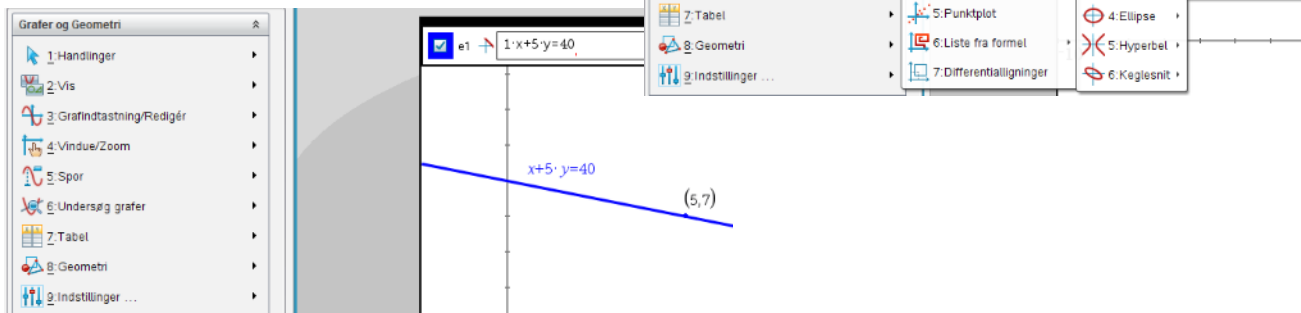 Grafer og Geometri
1:Handlinger
2:Vis
3:Grafindtastning/Redigér
4:Vindue/Zoom
5:Spor
6:Undersøg grafer
7:Tabel
8:Geometri
9:Indstillinger ...
e1 1·x+5·y=40
x+5·y=40
(5,7)
7:Tabel
8:Geometri
9:Indstillinger ...
5:Punktplot
6:Liste fra formel
7:Differentialligninger
4:Ellipse
5:Hyperbel
6:Keglesnit